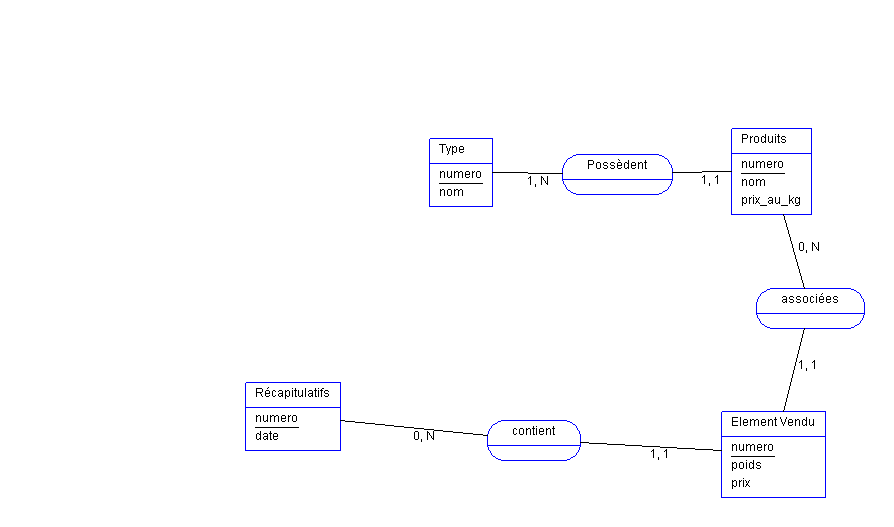 Type
numero
nom
1, N
Possèdent
1, 1
Produits
numero
nom
prix_au_kg
0, N
associées
1, 1
Récapitulatifs
numero
date
0, N
contient
1, 1
Element Vendu
numero
poids
prix